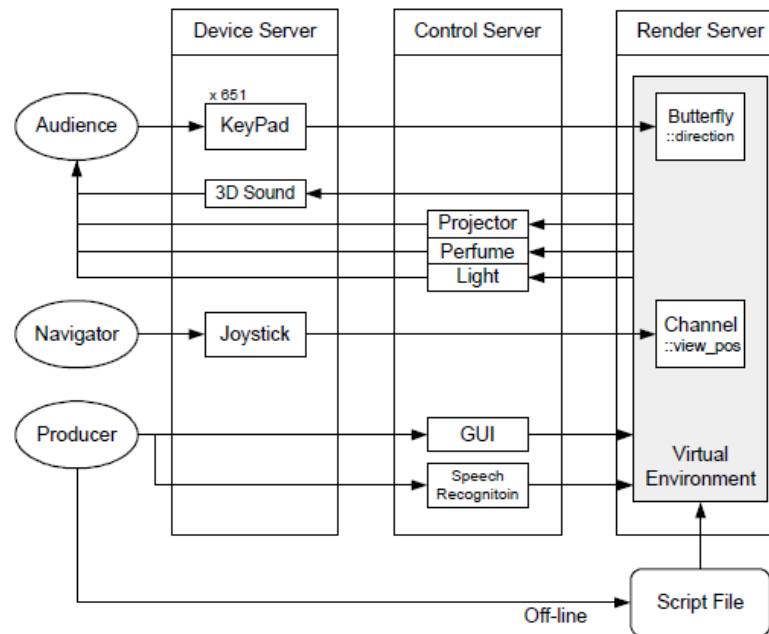 Device Server
Control Server
Render Server
x 651
Audience
KeyPad
Butterfly
::direction
3D Sound
Projector
Perfume
Light
Navigator
Joystick
Channel
::view_pos
Producer
GUI
Speech
Recognitoin
Virtual
Environment
Script File
Off-line